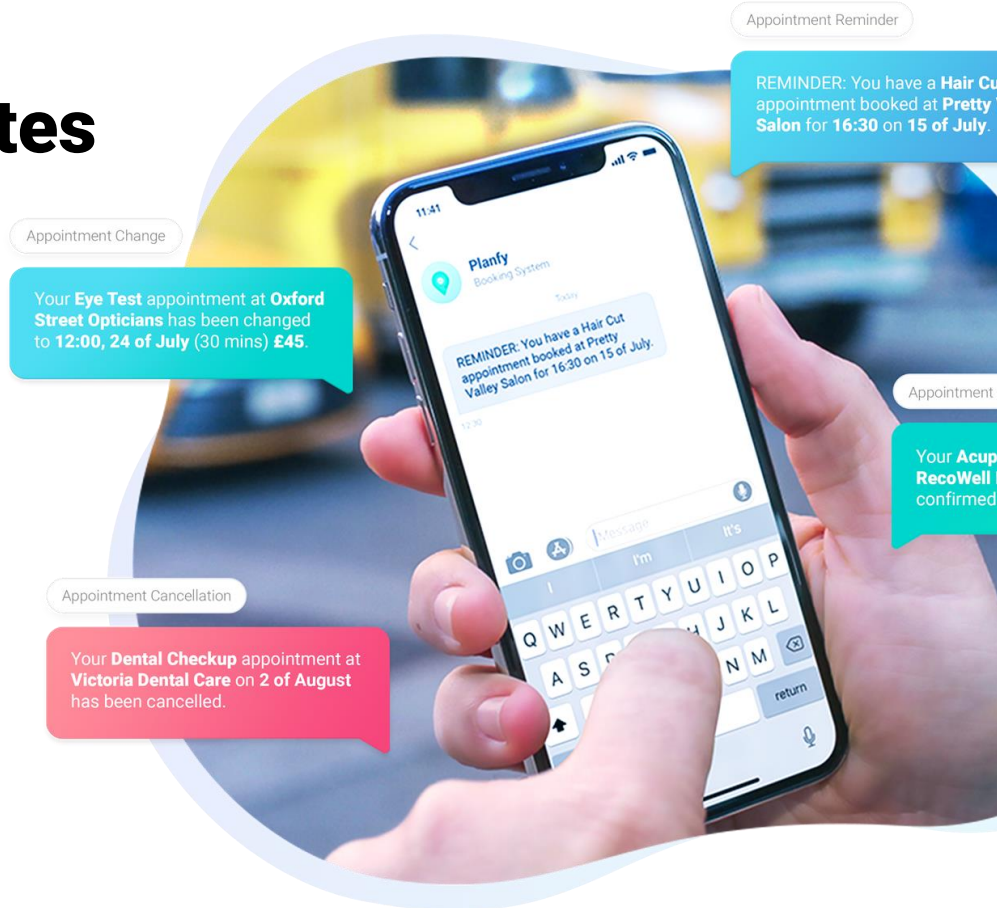 Appointment Reminder
REMINDER: You have a Hair Cu
appointment booked at Pretty
Salon for 16:30 on 15 of July.
tes
Appointment Change
Your Eye Test appointment at Oxford
Street Opticians has been changed
to 12:00, 24 of July (30 mins) £45.
11:41
Planfy
Booking System
Today
REMINDER: You have a Hair Cut
appointment booked at Pretty
Valley Salon for 16:30 on 15 of July.
12:30
Appointment
Your Acup
RecoWell
confirmed
Message
I I'm It's
Q W E R T Y U I O P
A S D H J K L
N M
return
Appointment Cancellation
Your Dental Checkup appointment at
Victoria Dental Care on 2 of August
has been cancelled.